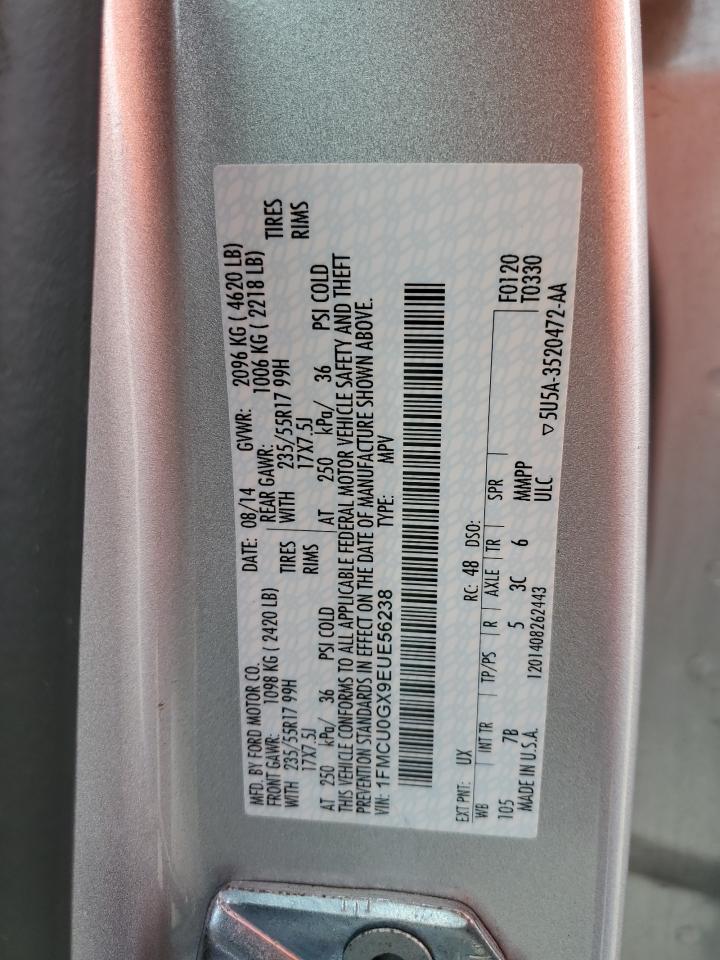 MFD. BY FORD MOTOR CO.
DATE: 08/14 GVWR: 2096 KG ( 4620 LB)
FRONT GAWR: 1098 KG ( 2420 LB) REAR GAWR: 1006 KG ( 2218 LB)
WITH 235/55R17 99H TIRES WITH 235/55R17 99H TIRES
17X7.5J RIMS 17X7.5J RIMS
AT 250 kPa/ 36 PSI COLD AT 250 kPa/ 36 PSI COLD
THIS VEHICLE CONFORMS TO ALL APPLICABLE FEDERAL MOTOR VEHICLE SAFETY AND THEFT
PREVENTION STANDARDS IN EFFECT ON THE DATE OF MANUFACTURE SHOWN ABOVE.
VIN: 1FMCU0GX9EUE56238 TYPE: MPV
EXT PNT: UX RC: 48 DSO: F0120
WB INT TR TP/PS R AXLE TR SPR T0330
105 7B 5 3C 6 MMPP
MADE IN U.S.A. 1201408262443 ULC
▽5U5A-3520472-AA